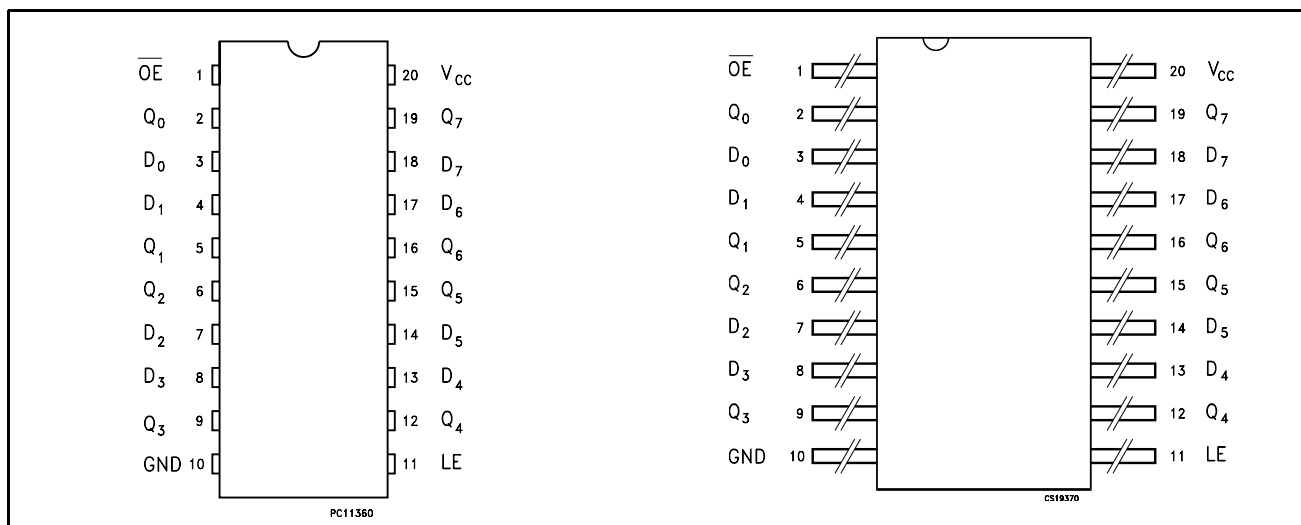 O̅E̅ 1 20 V_CC
Q₀ 2 19 Q₇
D₀ 3 18 D₇
D₁ 4 17 D₆
Q₁ 5 16 Q₆
Q₂ 6 15 Q₅
D₂ 7 14 D₅
D₃ 8 13 D₄
Q₃ 9 12 Q₄
GND 10 11 LE
PC11360
O̅E̅ 1 20 V_CC
Q₀ 2 19 Q₇
D₀ 3 18 D₇
D₁ 4 17 D₆
Q₁ 5 16 Q₆
Q₂ 6 15 Q₅
D₂ 7 14 D₅
D₃ 8 13 D₄
Q₃ 9 12 Q₄
GND 10 11 LE
CS19370